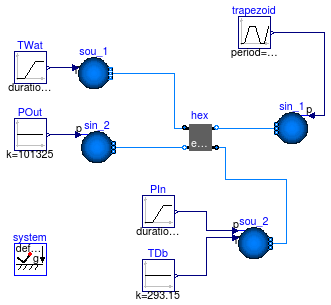 trapezoid
period=...
TWat
duratio...
sou_1
POut
p
k=101325
sin_2
hex
e...
p
sin_1
PIn
duratio...
p
sou_2
TDb
k=293.15
system
def...
g